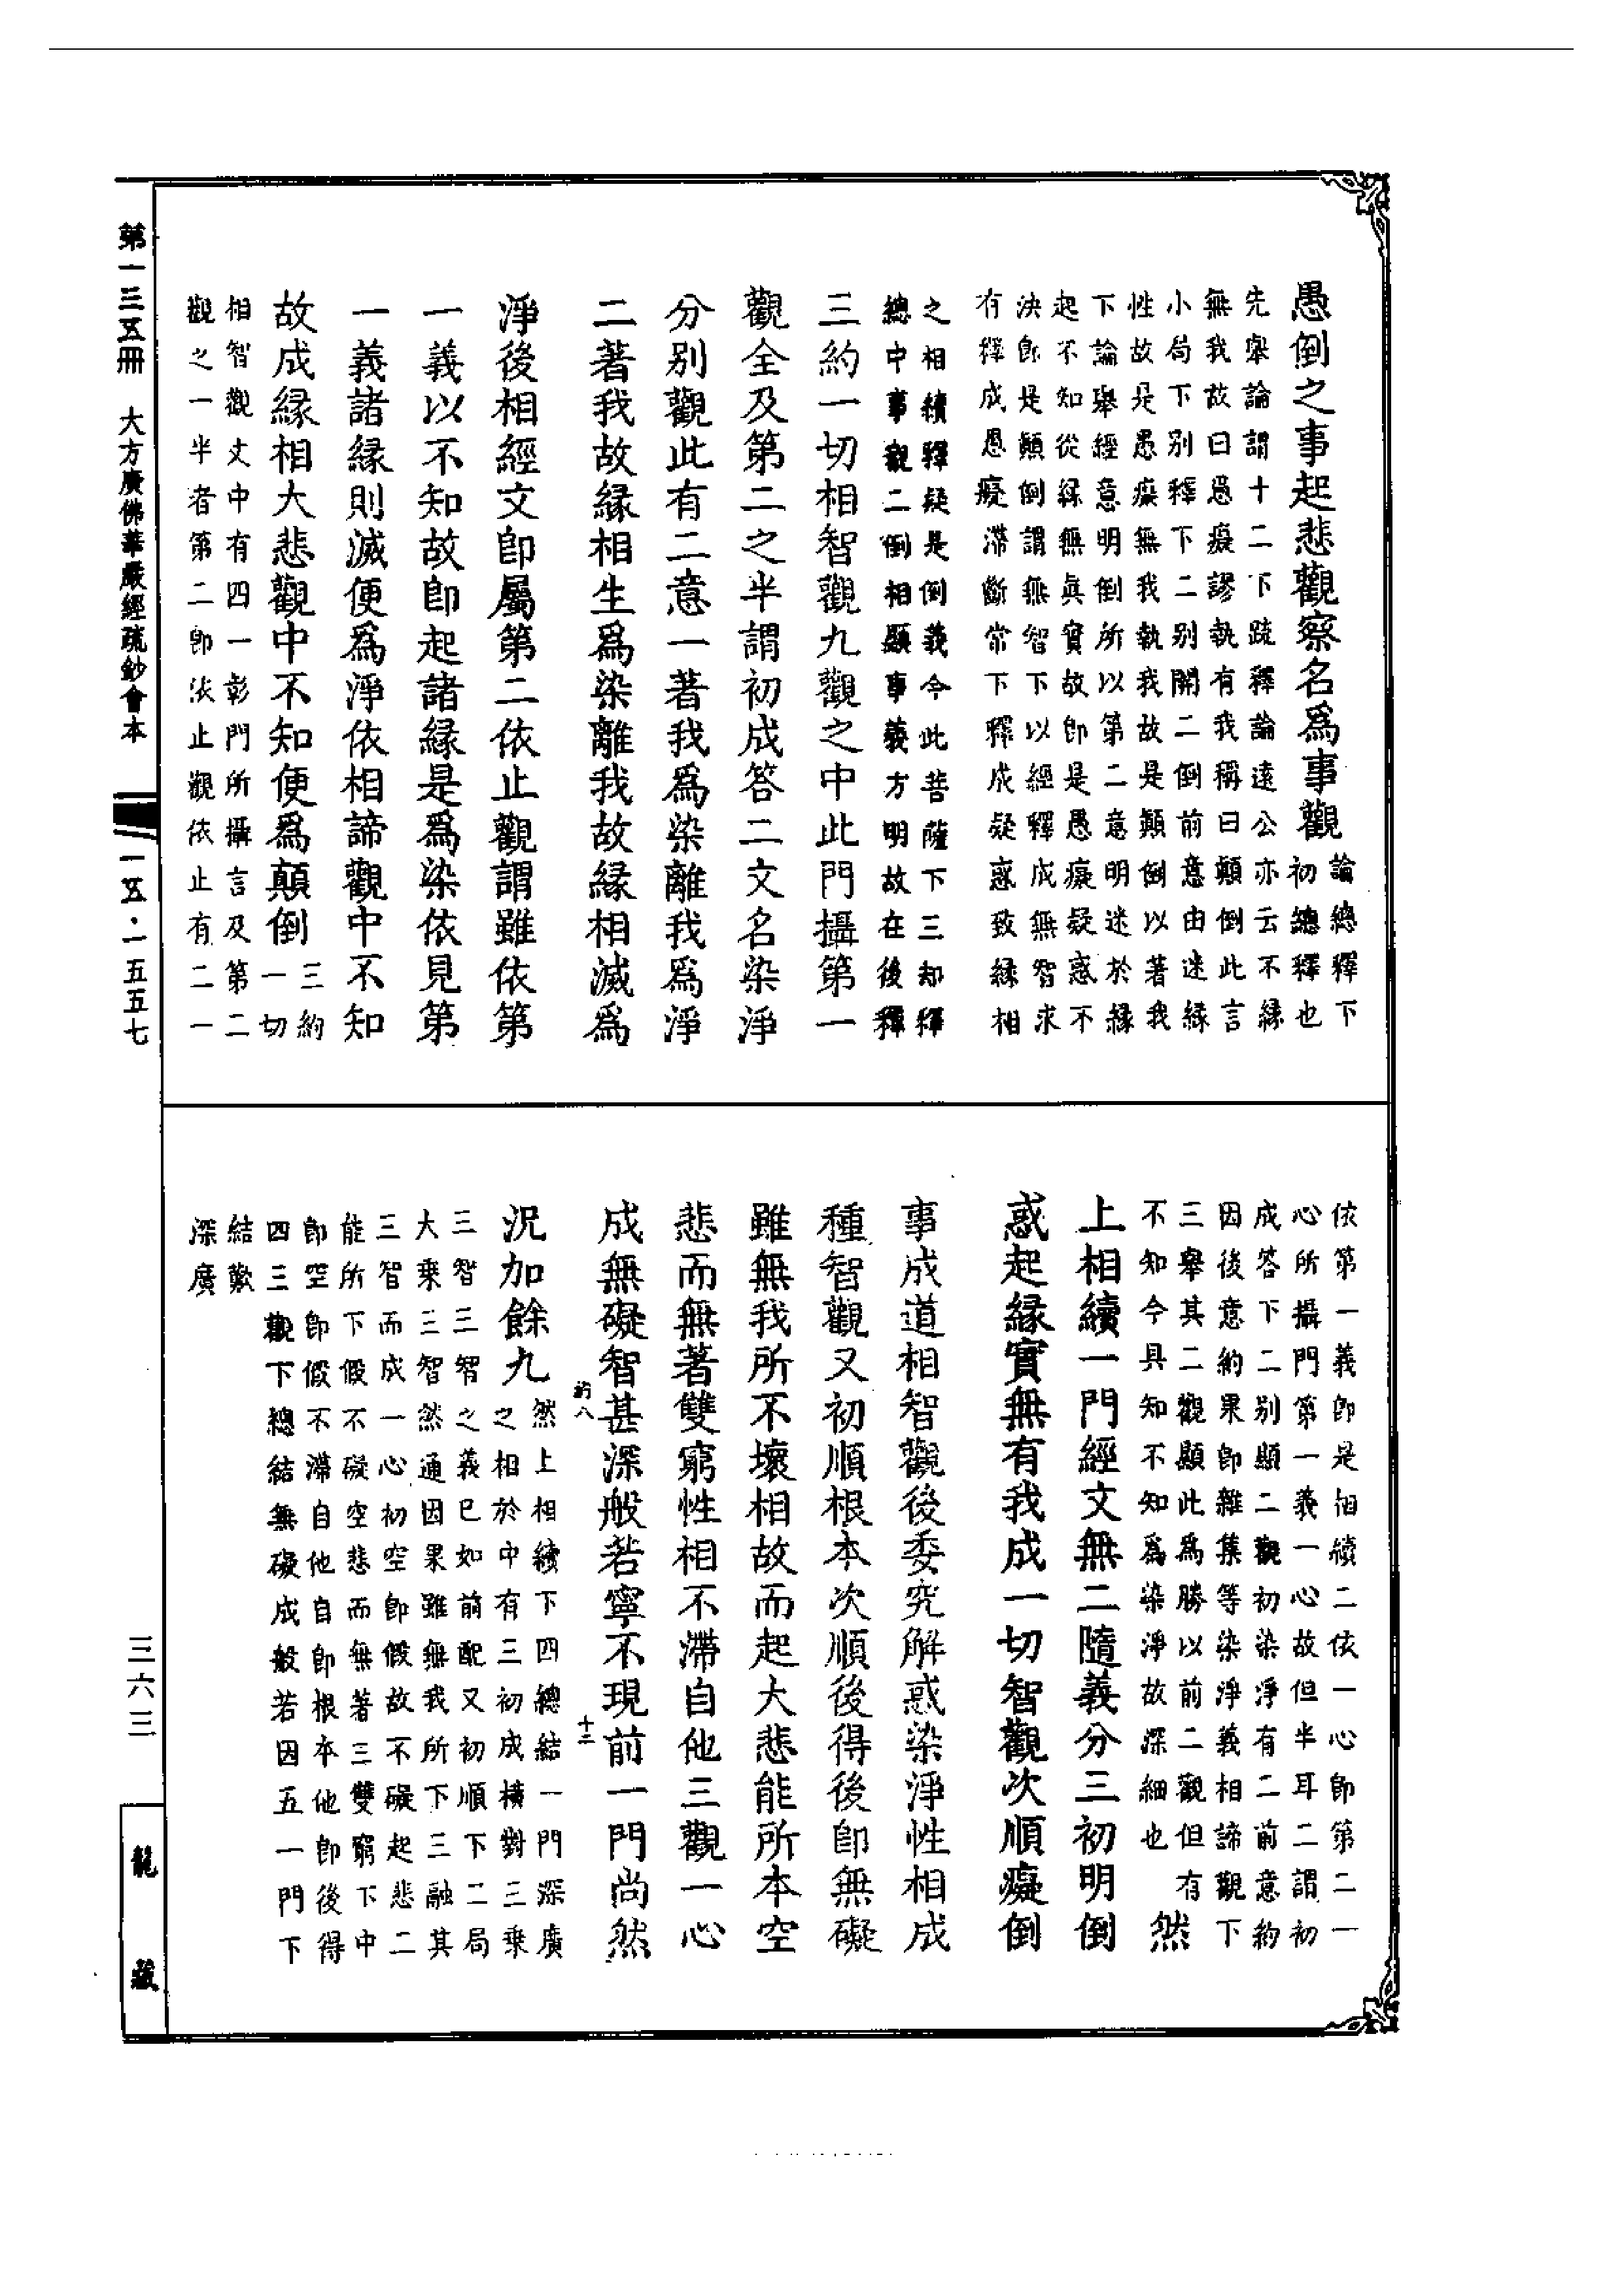 愚倒之事起悲觀察名爲事觀
論總釋下
初總釋也
先舉論謂十二下疏釋論遠公亦云不緣
無我故曰愚癡謬執有我稱曰顛倒此言
小局下別釋下二別開二倒前意由迷緣
性故是愚癡無我執我故是顛倒以著我
下論舉經意明倒所以第二意明迷於緣
起不知從緣無眞實故即是愚癡疑惑不
決即是顛倒謂無智下以經釋成無智求
有釋成愚癡滯斷常下釋成疑惑致緣相
之相續釋疑是倒義今此菩薩下三却釋
總中事觀二倒相顯事義方明故在後釋
三約一切相智觀九觀之中此門攝第一
觀全及第二之半謂初成答二文名染淨
分別觀此有二意一著我爲染離我爲淨
二著我故緣相生爲染離我故緣相滅爲
淨後相經文即屬第二依止觀謂雖依第
一義以不知故即起諸緣是爲染依見第
一義諸緣則滅便爲淨依相諦觀中不知
故成緣相大悲觀中不知便爲顛倒
三約
一切
相智觀文中有四一彰門所攝言及第二
觀之一半者第二即依止觀依止有二一
依第一義即是相續二依一心即第二一
心所攝門第一義一心故但半耳二謂初
成答下二別顯二觀初染淨有二前意約
因後意約果即雜集等染淨義相諦觀下
三舉其二觀顯此爲勝以前二觀但有
不知今具知不知爲染淨故深細也
然
上相續一門經文無二隨義分三初明倒
惑起緣實無有我成一切智觀次順癡倒
事成道相智觀後委究解惑染淨性相成
種智觀又初順根本次順後得後即無礙
雖無我所不壞相故而起大悲能所本空
悲而無著雙窮性相不滯自他三觀一心
成無礙智甚深般若寧不現前一門尚然
約八
十二
況加餘九
然上相續下四總結一門深廣
之相於中有三初成橫對三乘
三智三智之義已如前配又初順下二局
大乘三智然通因果雖無我所下三融其
三智而成一心初空即假故不礙起悲二
能所下假不礙空悲而無著三雙窮下中
即空即假不滯自他自即根本他即後得
四三觀下總結無礙成般若因五一門下
結歎
深廣
第一三五冊　大方廣佛華嚴經疏鈔會本
一五·一五五七
三六三
龍藏